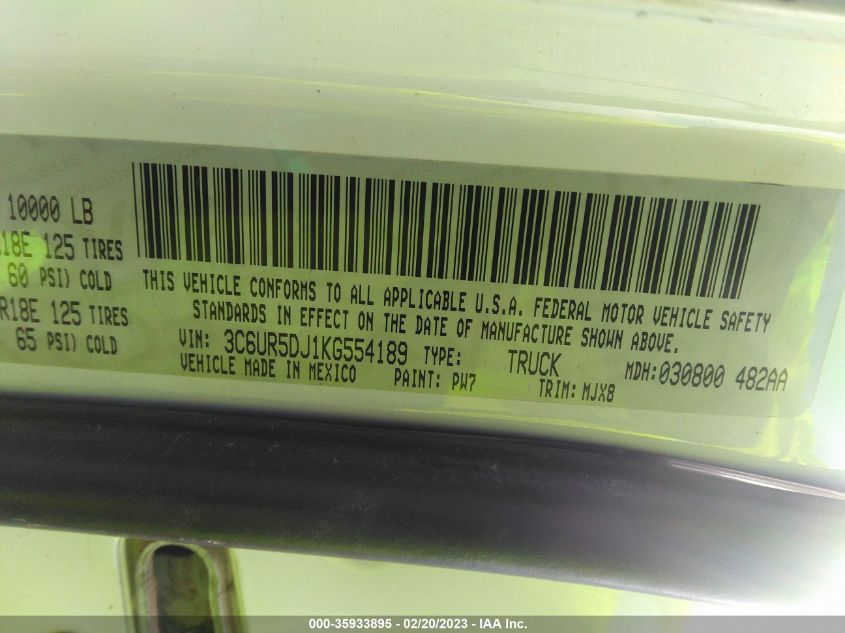 10000 LB
18E 125 TIRES
60 PSI) COLD
R18E 125 TIRES
65 PSI) COLD
THIS VEHICLE CONFORMS TO ALL APPLICABLE U.S.A. FEDERAL MOTOR VEHICLE SAFETY
STANDARDS IN EFFECT ON THE DATE OF MANUFACTURE SHOWN ABOVE.
VIN: 3C6UR5DJ1KG554189 TYPE: TRUCK MDH:030800 482AA
VEHICLE MADE IN MEXICO PAINT: PW7 TRIM: MJX8
000-35933895 – 02/20/2023 – IAA Inc.